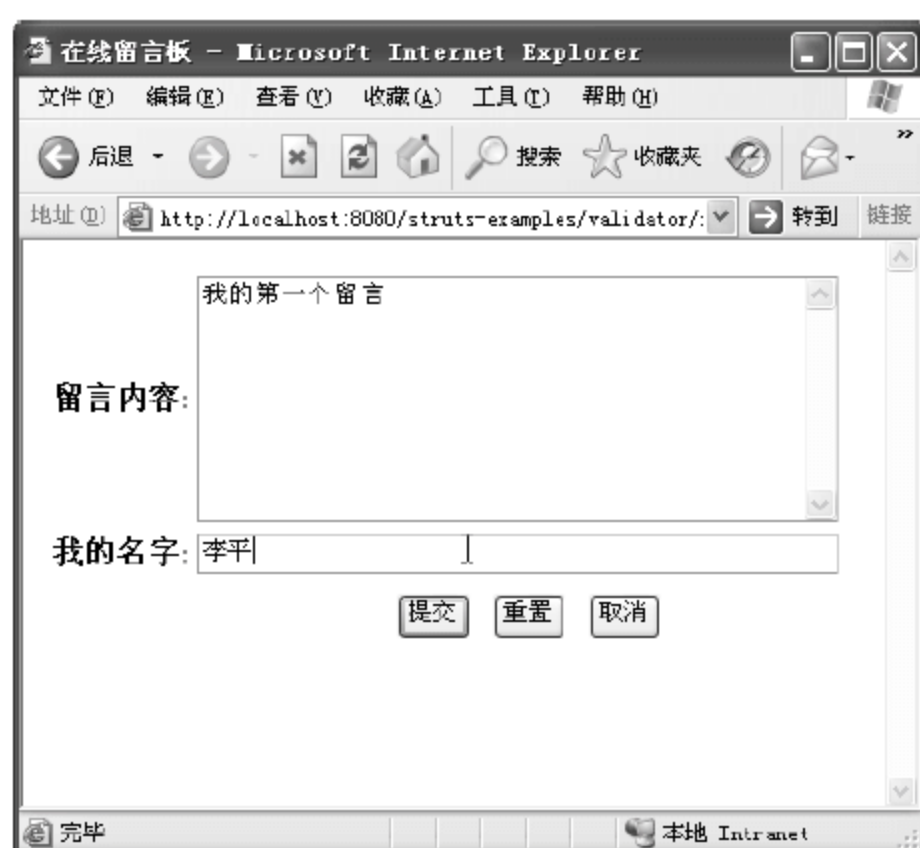 在线留言板 - Microsoft Internet Explorer
文件(F) 编辑(E) 查看(V) 收藏(A) 工具(T) 帮助(H)
后退 搜索 收藏夹 »
地址(D) http://localhost:8080/struts-examples/validator/ 转到 链接
我的第一个留言
留言内容:
我的名字: 李平
提交 重置 取消
完毕 本地 Intranet